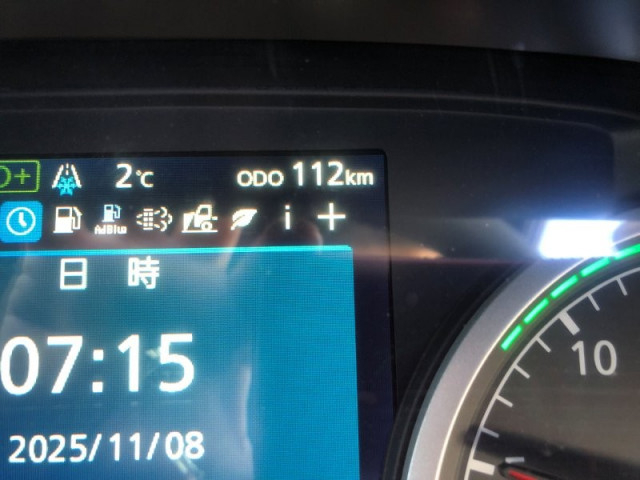 D+ 2℃ ODO 112km
AdBlue i +
日 時
07:15
2025/11/08
10